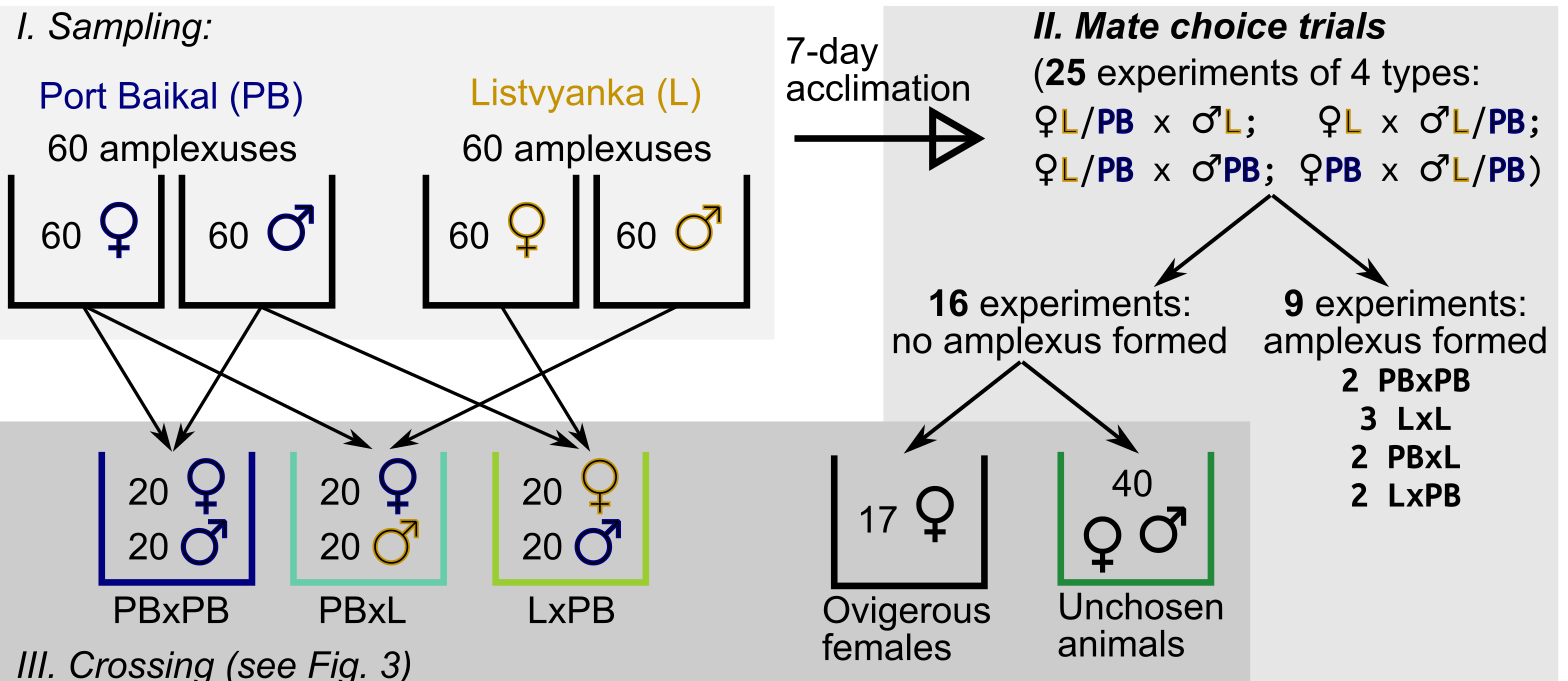 I. Sampling:
Port Baikal (PB)
60 amplexuses
60 ♀
60 ♂
Listvyanka (L)
60 amplexuses
60 ♀
60 ♂
7-day
acclimation
II. Mate choice trials
(25 experiments of 4 types:
♀L/PB x ♂L; ♀L x ♂L/PB;
♀L/PB x ♂PB; ♀PB x ♂L/PB)
16 experiments:
no amplexus formed
9 experiments:
amplexus formed
2 PBxPB
3 LxL
2 PBxL
2 LxPB
20 ♀
20 ♂
PBxPB
20 ♀
20 ♂
PBxL
20 ♀
20 ♂
LxPB
17 ♀
Ovigerous
females
40
♀ ♂
Unchosen
animals
III. Crossing (see Fig. 3)